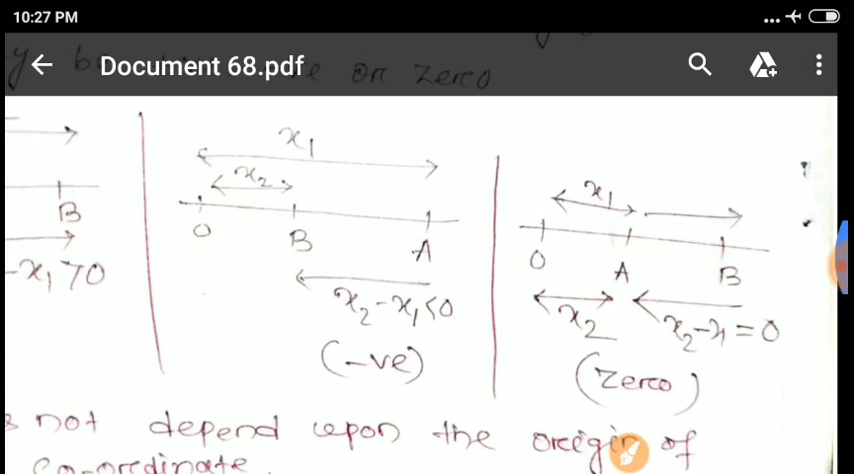 10:27 PM
Document 68.pdf
y b
e or zero
x₁
x₂
O B A
B
-x₁>0
x₂-x₁<0
(-ve)
x₁
O A B
x₂
x₂-x₁=0
(zero)
not depend upon the origin of
co-ordinate.